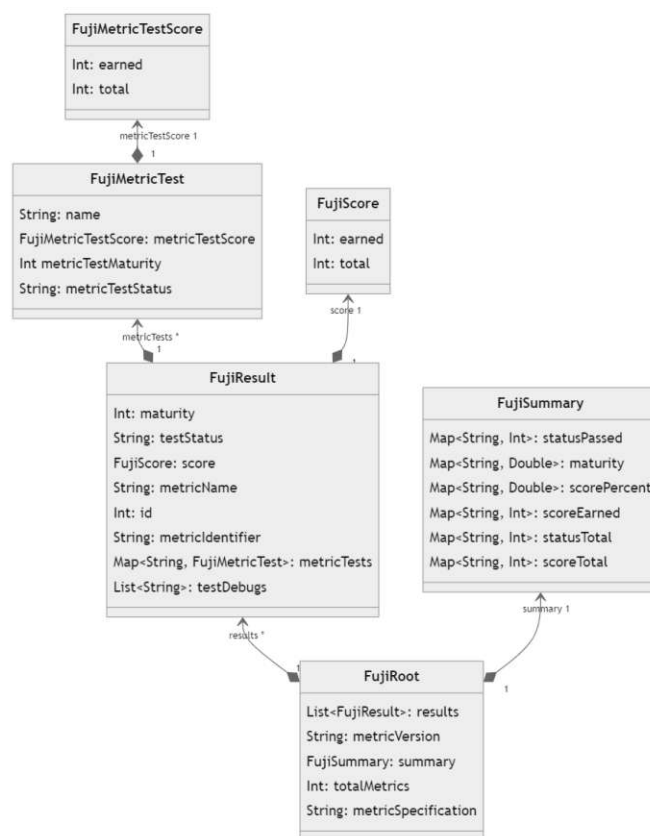 FujiMetricTestScore
Int: earned
Int: total
metricTestScore 1
1
FujiMetricTest
String: name
FujiMetricTestScore: metricTestScore
Int metricTestMaturity
String: metricTestStatus
FujiScore
Int: earned
Int: total
metricTests *
1
score 1
1
FujiResult
Int: maturity
String: testStatus
FujiScore: score
String: metricName
Int: id
String: metricIdentifier
Map<String, FujiMetricTest>: metricTests
List<String>: testDebugs
FujiSummary
Map<String, Int>: statusPassed
Map<String, Double>: maturity
Map<String, Double>: scorePercent
Map<String, Int>: scoreEarned
Map<String, Int>: statusTotal
Map<String, Int>: scoreTotal
results *
1
summary 1
1
FujiRoot
List<FujiResult>: results
String: metricVersion
FujiSummary: summary
Int: totalMetrics
String: metricSpecification